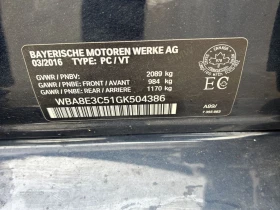 BAYERISCHE MOTOREN WERKE AG
03/2016 TYPE: PC / VT
GVWR / PNBV: 2089 kg
GAWR / PNBE: FRONT / AVANT 984 kg
GAWR / PNBE: REAR / ARRIERE 1170 kg
WBA8E3C51GK504386
EC
A89/